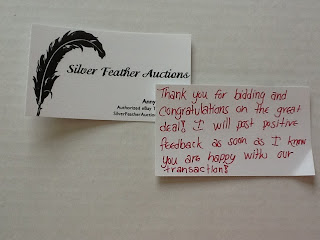 Silver Feather Auctions
Authorized eBay
SilverFeatherAuction
Thank you for bidding and
congratulations on the great
deal! I will post positive
feedback as soon as I know
you are happy with our
transaction!